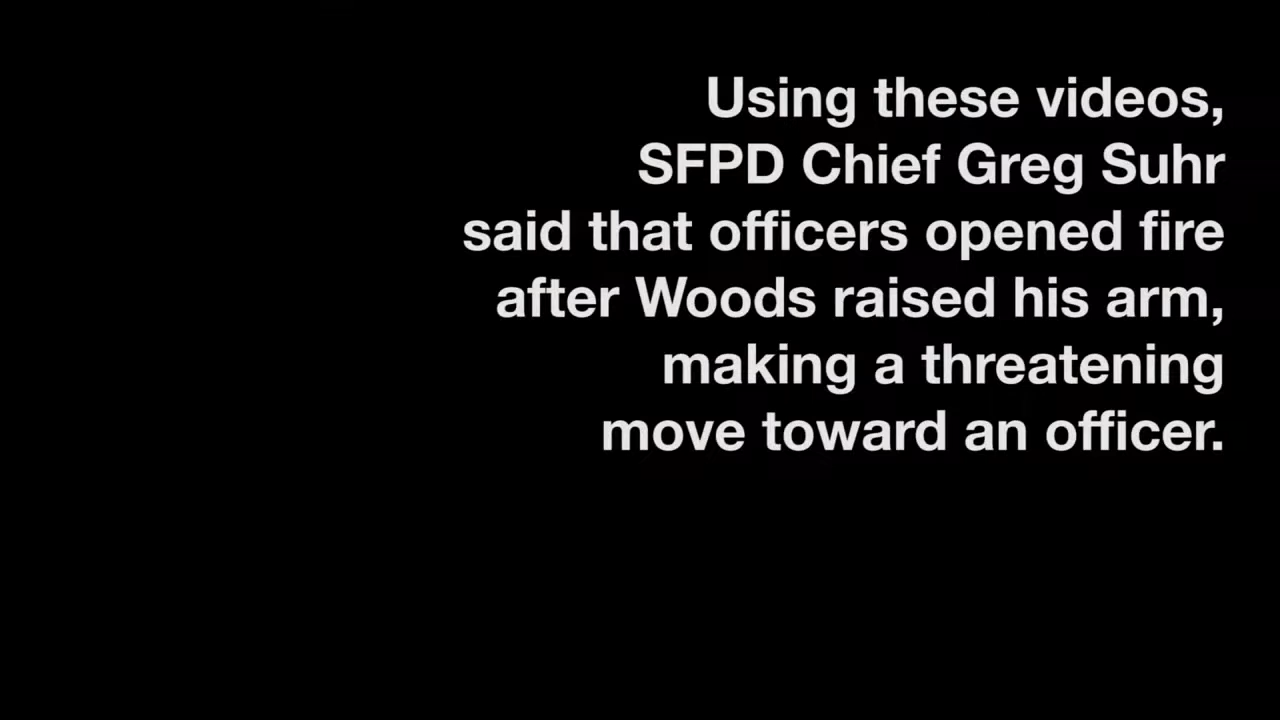 Using these videos,
SFPD Chief Greg Suhr
said that officers opened fire
after Woods raised his arm,
making a threatening
move toward an officer.